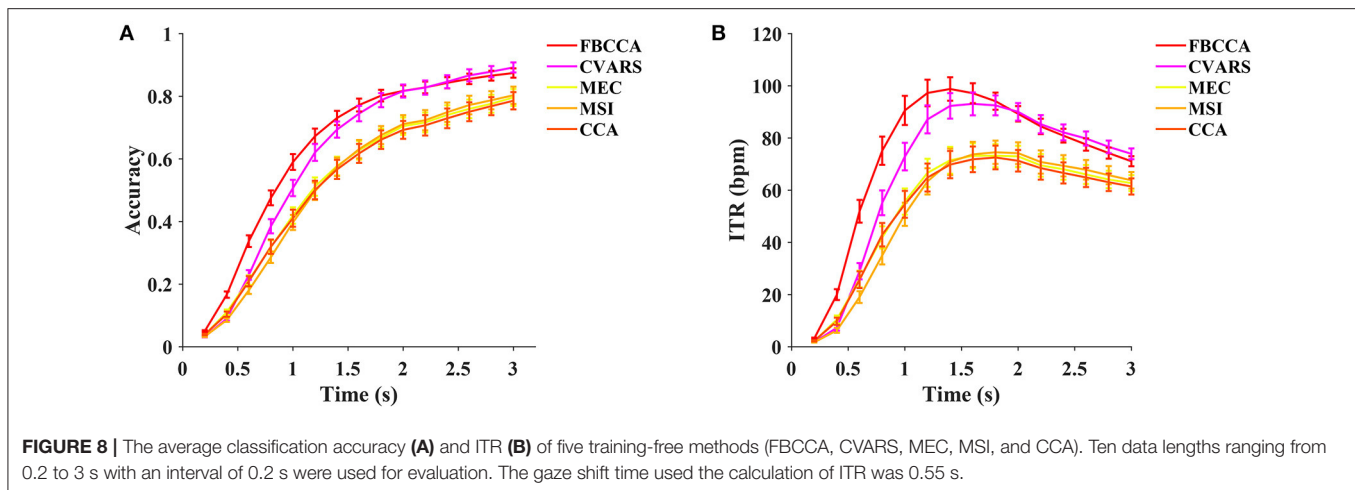 A
1
0.8
0.6
0.4
0.2
0
Accuracy
0
0.5
1
1.5
2
2.5
3
Time (s)
FBCCA
CVARS
MEC
MSI
CCA
B
120
100
80
60
40
20
0
ITR (bpm)
0
0.5
1
1.5
2
2.5
3
Time (s)
FBCCA
CVARS
MEC
MSI
CCA
FIGURE 8 | The average classification accuracy (A) and ITR (B) of five training-free methods (FBCCA, CVARS, MEC, MSI, and CCA). Ten data lengths ranging from
0.2 to 3 s with an interval of 0.2 s were used for evaluation. The gaze shift time used the calculation of ITR was 0.55 s.